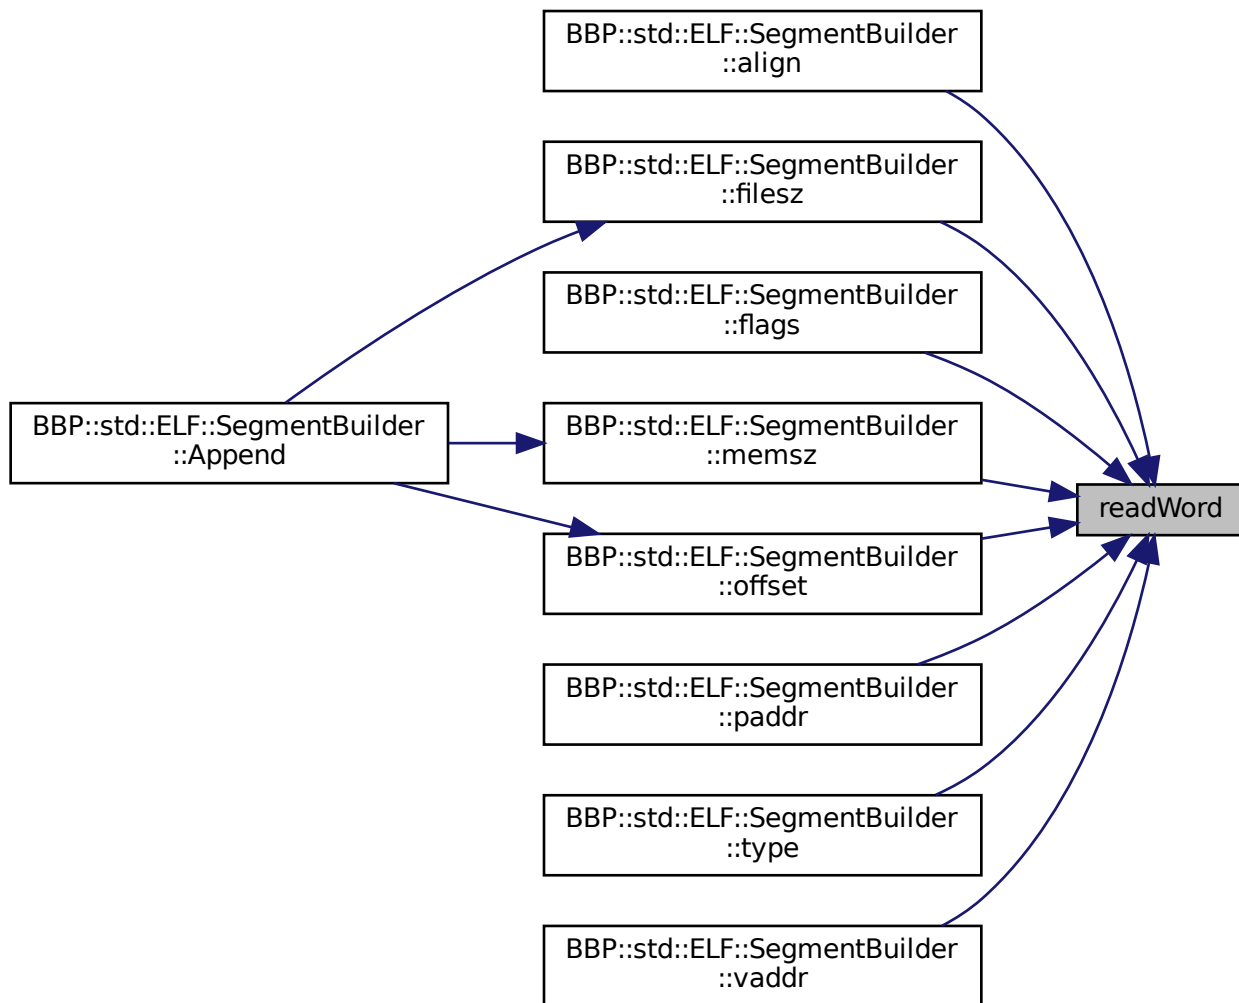 BBP::std::ELF::SegmentBuilder
::align
BBP::std::ELF::SegmentBuilder
::filesz
BBP::std::ELF::SegmentBuilder
::flags
BBP::std::ELF::SegmentBuilder
::Append
BBP::std::ELF::SegmentBuilder
::memsz
readWord
BBP::std::ELF::SegmentBuilder
::offset
BBP::std::ELF::SegmentBuilder
::paddr
BBP::std::ELF::SegmentBuilder
::type
BBP::std::ELF::SegmentBuilder
::vaddr